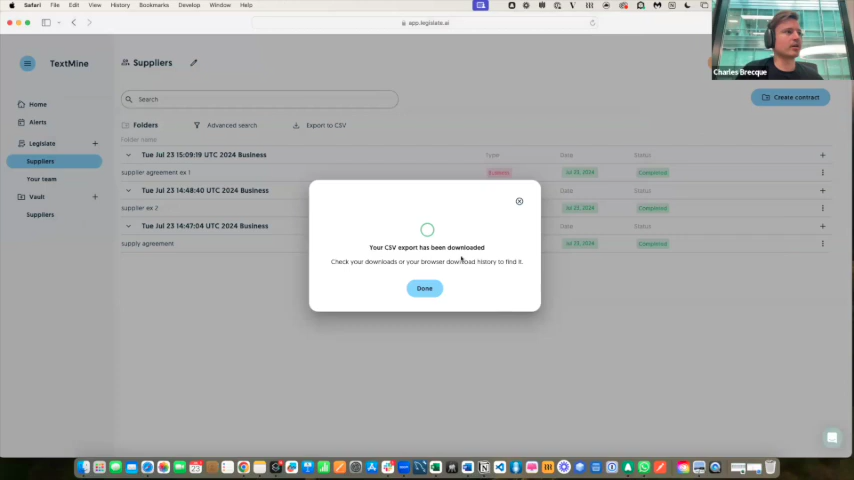 Safari File Edit View History Bookmarks Develop Window Help
app.legislate.ai
Charles Brecque
TextMine
Suppliers
Home
Alerts
Legislate
Suppliers
Your team
Vault
Suppliers
Search
Create contract
Folders Advanced search Export to CSV
Folder name
Tue Jul 23 15:09:19 UTC 2024 Business Type Date Status
supplier agreement ex 1 Business Jul 23, 2024 Completed
Tue Jul 23 14:48:40 UTC 2024 Business Date Status
supplier ex 2 Jul 23, 2024 Completed
Tue Jul 23 14:47:04 UTC 2024 Business Date Status
supply agreement Jul 23, 2024 Completed
Your CSV export has been downloaded
Check your downloads or your browser download history to find it.
Done